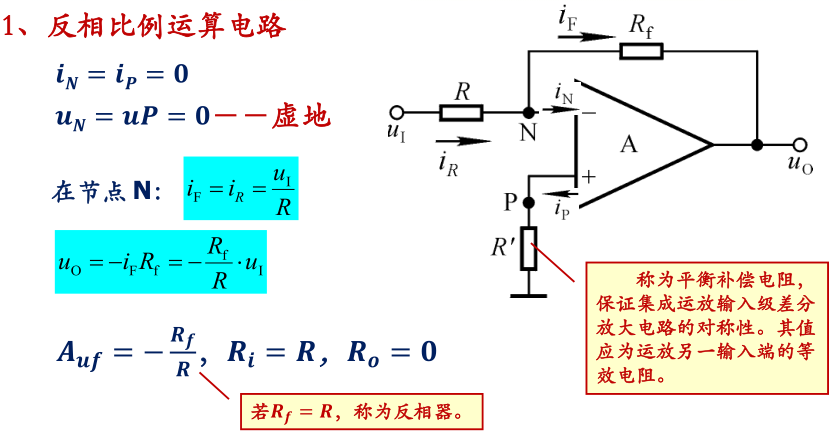 1、反相比例运算电路
i_N = i_P = 0
u_N = uP = 0——虚地
在节点 N： i_F = i_R = u_I / R
u_O = −i_F R_f = − R_f / R · u_I
A_uf = − R_f / R， R_i = R， R_o = 0
若R_f = R，称为反相器。
i_F
R_f
R
i_N
u_I
i_R
N
−
A
+
u_O
P
i_P
R′
称为平衡补偿电阻，
保证集成运放输入级差分
放大电路的对称性。其值
应为运放另一输入端的等
效电阻。